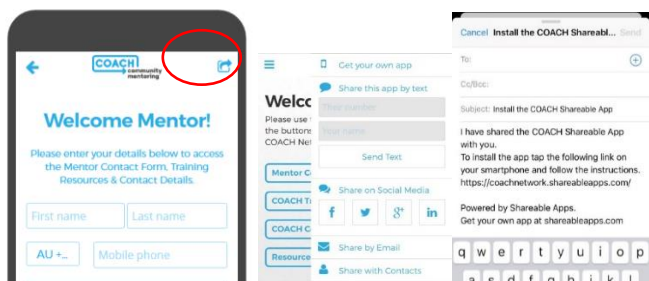 COACH
community
mentoring
Welcome Mentor!
Please enter your details below to access
the Mentor Contact Form, Training
Resources & Contact Details.
First name
Last name
AU +_
Mobile phone
Welc
Please use
the buttons
COACH Net
Mentor C
COACH T
COACH C
Resource
Get your own app
Share this app by text
Their number
Your name
Send Text
Share on Social Media
f
g+
in
Share by Email
Share with Contacts
Cancel Install the COACH Shareabl... Send
To:
Cc/Bcc:
Subject: Install the COACH Shareable App
I have shared the COACH Shareable App
with you.
To install the app tap the following link on
your smartphone and follow the instructions.
https://coachnetwork.shareableapps.com/
Powered by Shareable Apps.
Get your own app at shareableapps.com
q w e r t y u i o p
a s d f g h j k l